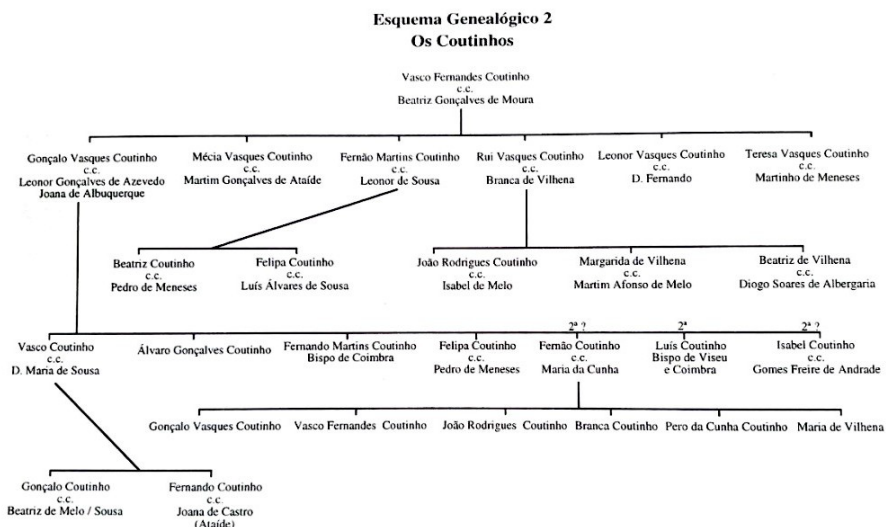 Esquema Genealógico 2
Os Coutinhos
Vasco Fernandes Coutinho
c.c.
Beatriz Gonçalves de Moura
Gonçalo Vasques Coutinho
c.c.
Leonor Gonçalves de Azevedo
Joana de Albuquerque
Mécia Vasques Coutinho
c.c.
Martim Gonçalves de Ataíde
Fernão Martins Coutinho
c.c.
Leonor de Sousa
Rui Vasques Coutinho
c.c.
Branca de Vilhena
Leonor Vasques Coutinho
c.c.
D. Fernando
Teresa Vasques Coutinho
c.c.
Martinho de Meneses
Beatriz Coutinho
c.c.
Pedro de Meneses
Felipa Coutinho
c.c.
Luís Álvares de Sousa
João Rodrigues Coutinho
c.c.
Isabel de Melo
Margarida de Vilhena
c.c.
Martim Afonso de Melo
Beatriz de Vilhena
c.c.
Diogo Soares de Albergaria
Vasco Coutinho
c.c.
D. Maria de Sousa
Álvaro Gonçalves Coutinho
Fernando Martins Coutinho
Bispo de Coimbra
Felipa Coutinho
c.c.
Pedro de Meneses
2ª ?
Fernão Coutinho
c.c.
Maria da Cunha
2ª
Luís Coutinho
Bispo de Viseu
e Coimbra
2ª ?
Isabel Coutinho
c.c.
Gomes Freire de Andrade
Gonçalo Vasques Coutinho
Vasco Fernandes Coutinho
João Rodrigues Coutinho
Branca Coutinho
Pero da Cunha Coutinho
Maria de Vilhena
Gonçalo Coutinho
c.c.
Beatriz de Melo / Sousa
Fernando Coutinho
c.c.
Joana de Castro
(Ataíde)